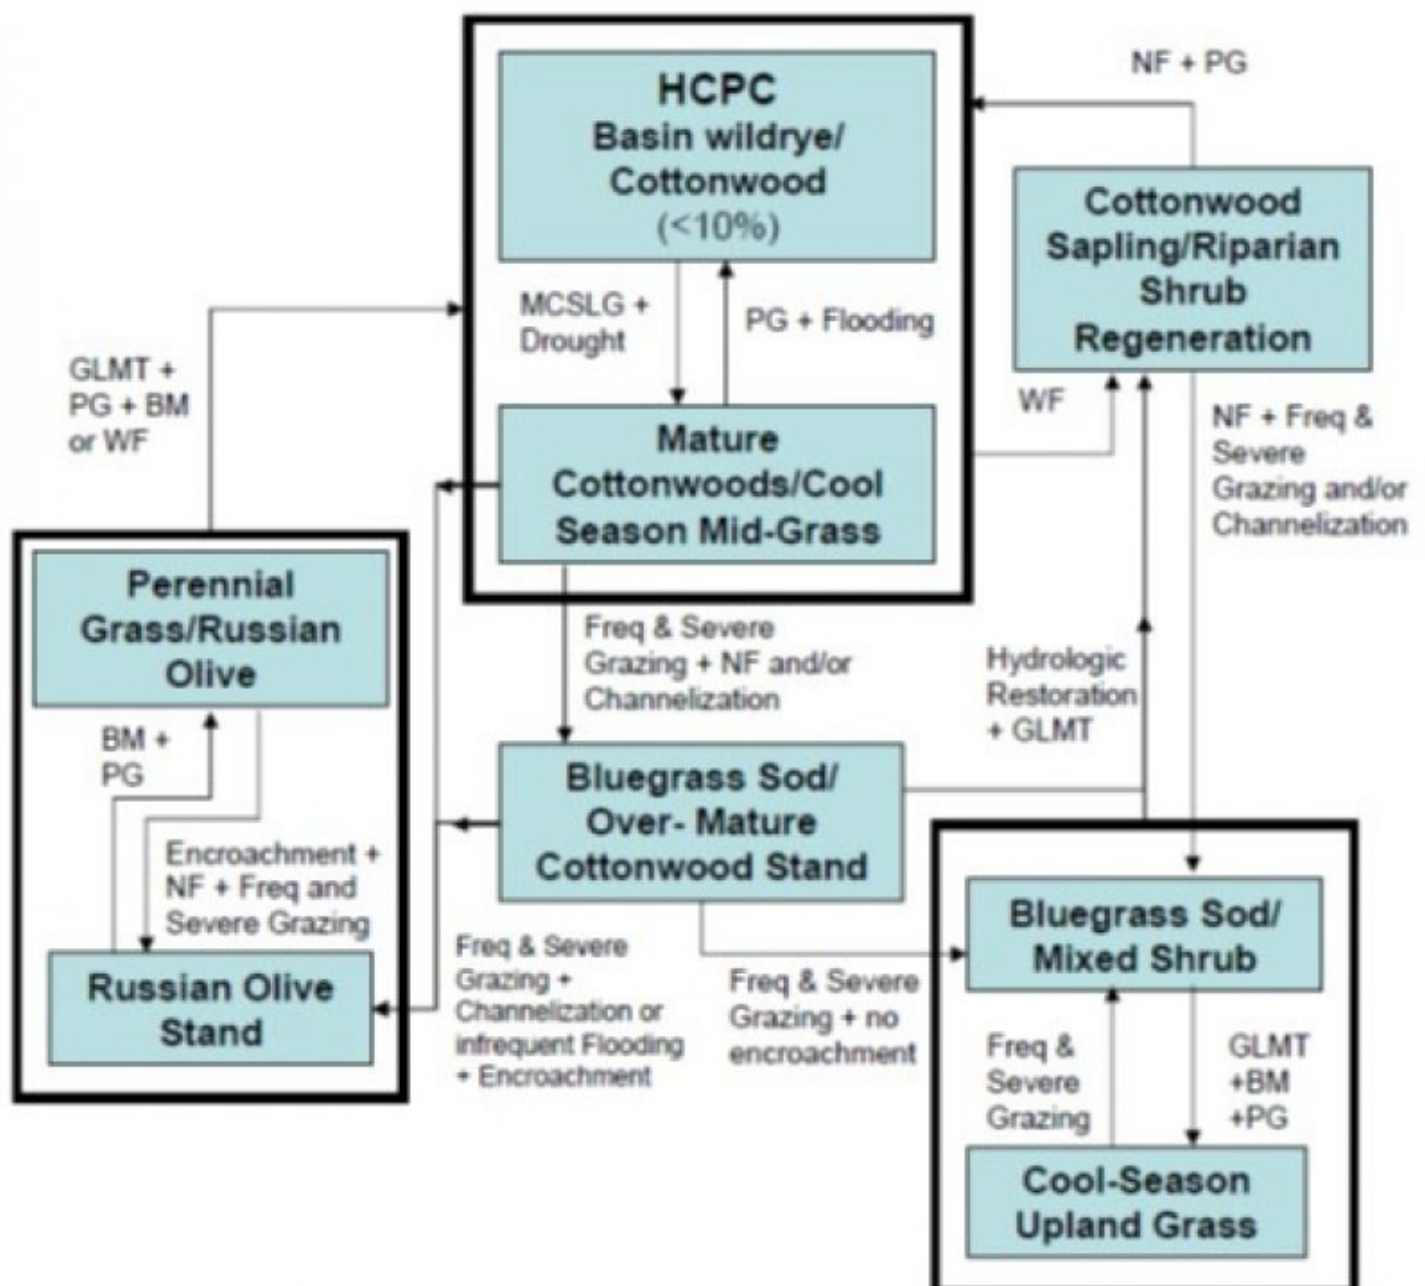 HCPC
Basin wildrye/
Cottonwood
(<10%)
NF + PG
Cottonwood
Sapling/Riparian
Shrub
Regeneration
MCSLG +
Drought
PG + Flooding
GLMT +
PG + BM
or WF
WF
NF + Freq &
Severe
Grazing and/or
Channelization
Mature
Cottonwoods/Cool
Season Mid-Grass
Perennial
Grass/Russian
Olive
Freq & Severe
Grazing + NF and/or
Channelization
Hydrologic
Restoration
+ GLMT
BM +
PG
Bluegrass Sod/
Over- Mature
Cottonwood Stand
Encroachment +
NF + Freq and
Severe Grazing
Bluegrass Sod/
Mixed Shrub
Russian Olive
Stand
Freq & Severe
Grazing +
Channelization or
infrequent Flooding
+ Encroachment
Freq & Severe
Grazing + no
encroachment
Freq &
Severe
Grazing
GLMT
+BM
+PG
Cool-Season
Upland Grass